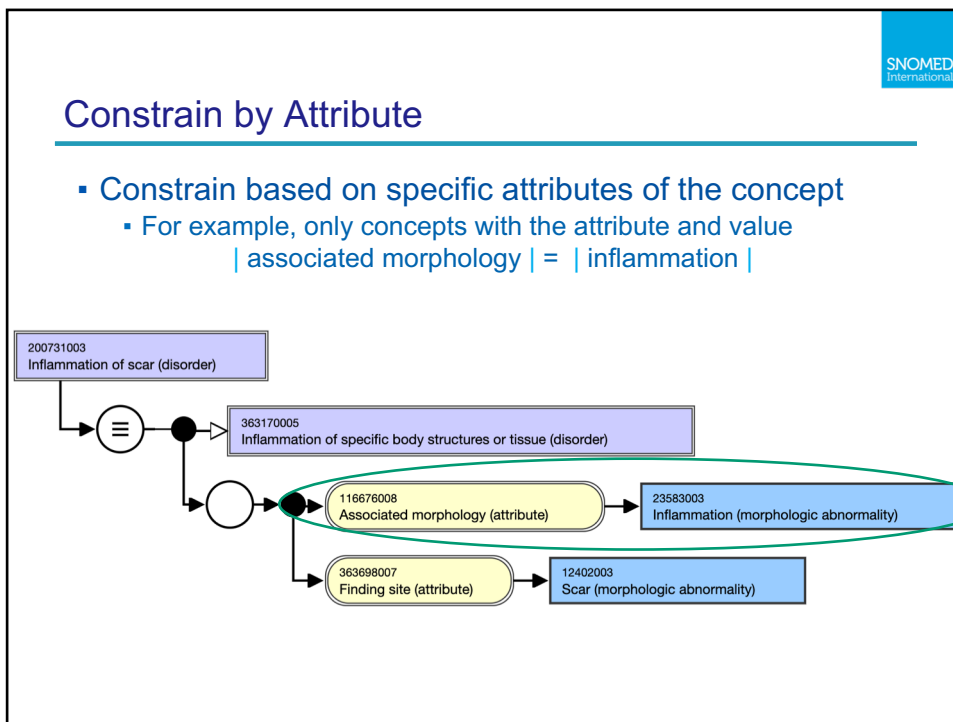 SNOMED
International
Constrain by Attribute
▪ Constrain based on specific attributes of the concept
▪ For example, only concepts with the attribute and value
| associated morphology | = | inflammation |
200731003
Inflammation of scar (disorder)
≡
363170005
Inflammation of specific body structures or tissue (disorder)
116676008
Associated morphology (attribute)
23583003
Inflammation (morphologic abnormality)
363698007
Finding site (attribute)
12402003
Scar (morphologic abnormality)